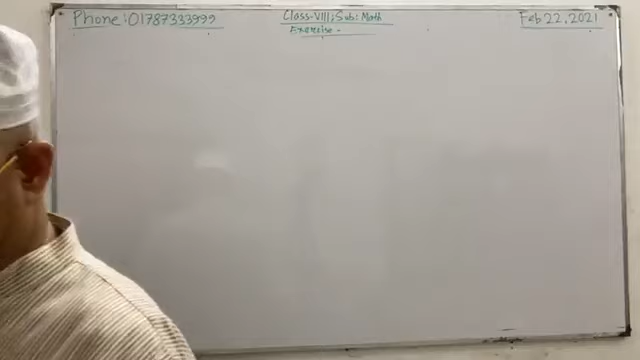 Phone: 01787333999 Class-VIII, Sub: Math Feb 22, 2021
Exercise -